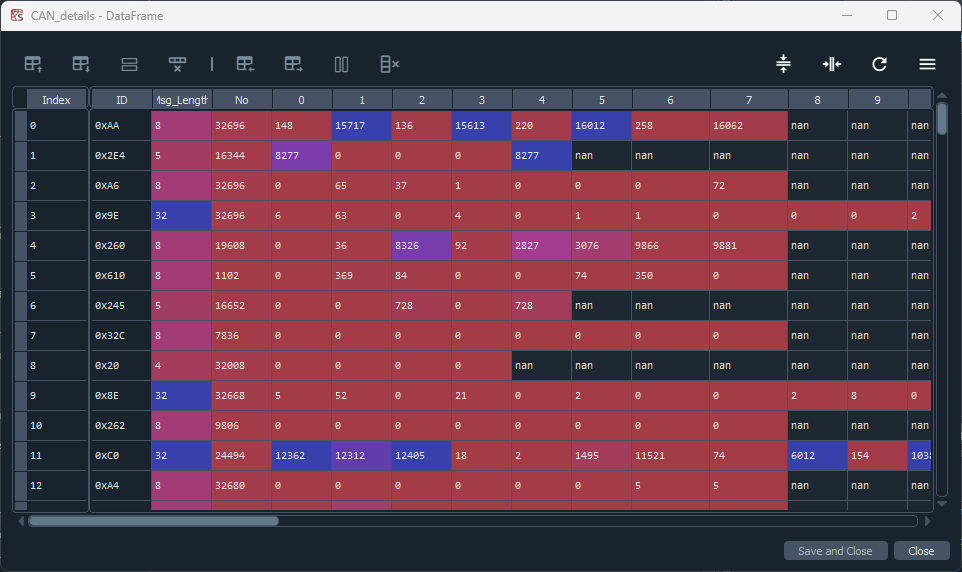 CAN_details - DataFrame
Index ID Msg_Length No 0 1 2 3 4 5 6 7 8 9
0 0xAA 8 32696 148 15717 136 15613 220 16012 258 16062 nan nan nan
1 0x2E4 5 16344 8277 0 0 0 8277 nan nan nan nan nan nan
2 0xA6 8 32696 0 65 37 1 0 0 0 72 nan nan nan
3 0x9E 32 32696 6 63 0 4 0 1 1 0 0 0 2
4 0x260 8 19608 0 36 8326 92 2827 3076 9866 9881 nan nan nan
5 0x610 8 1102 0 369 84 0 0 74 350 0 nan nan nan
6 0x245 5 16652 0 0 728 0 728 nan nan nan nan nan nan
7 0x32C 8 7836 0 0 0 0 0 0 0 0 nan nan nan
8 0x20 4 32008 0 0 0 0 nan nan nan nan nan nan nan
9 0x8E 32 32668 5 52 0 21 0 2 0 0 2 8 0
10 0x262 8 9806 0 0 0 0 0 0 0 0 nan nan nan
11 0xC0 32 24494 12362 12312 12405 18 2 1495 11521 74 6012 154 103
12 0xA4 8 32680 0 0 0 0 0 0 5 5 nan nan nan
Save and Close Close